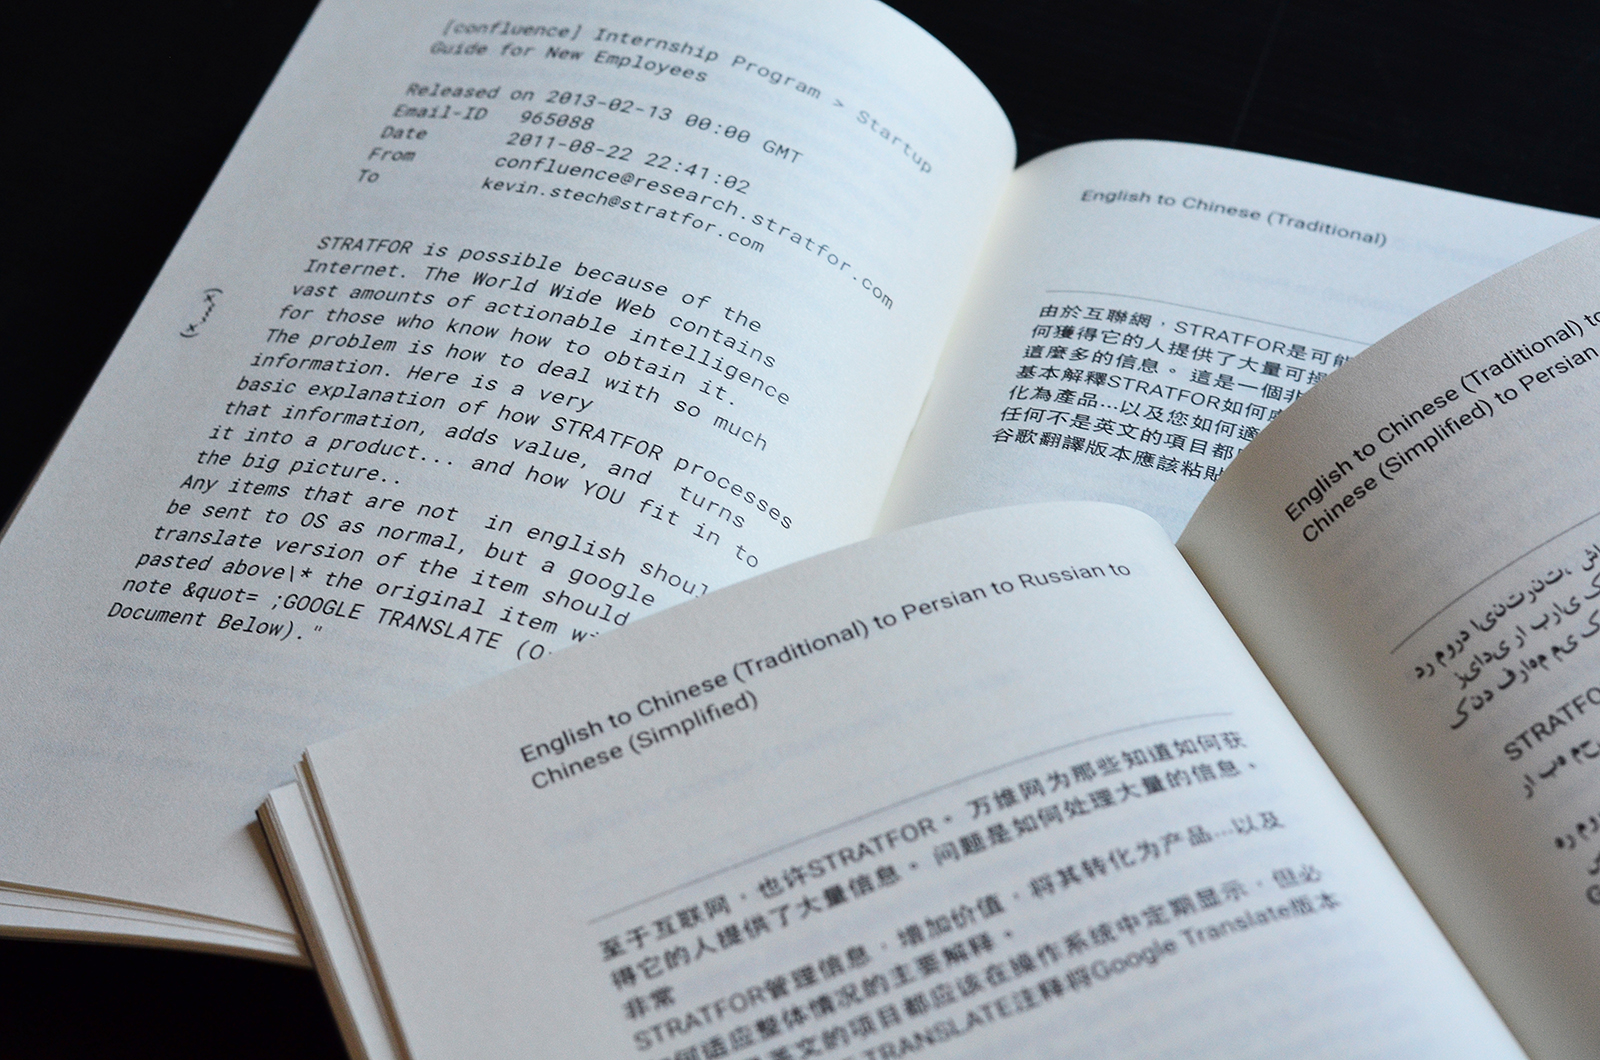 [confluence] Internship Program > Startup
Guide for New Employees
Released on 2013-02-13 00:00 GMT
Email-ID 965088
Date 2011-08-22 22:41:02
From confluence@research.stratfor.com
To kevin.stech@stratfor.com
STRATFOR is possible because of the
Internet. The World Wide Web contains
vast amounts of actionable intelligence
for those who know how to obtain it.
The problem is how to deal with so much
information. Here is a very
basic explanation of how STRATFOR processes
that information, adds value, and turns
it into a product... and how YOU fit in to
the big picture..
Any items that are not in english shoul
be sent to OS as normal, but a google
translate version of the item should
pasted above\* the original item
note &quot= ;GOOGLE TRANSLATE (O
Document Below)."
English to Chinese (Traditional)
由於互聯網，STRATFOR是可能
何獲得它的人提供了大量可操
這麼多的信息。 這是一個非
基本解釋STRATFOR如何
化為產品...以及您如何適
任何不是英文的項目都
谷歌翻譯版本應該粘貼
English to Chinese (Traditional) to Persian to Russian to
Chinese (Simplified)
至于互联网，也许STRATFOR。 万维网为那些知道如何获
得它的人提供了大量信息。 问题是如何处理大量的信息。
非常
STRATFOR管理信息，增加价值，将其转化为产品...以及
何适应整体情况的主要解释。
英文的项目都应该在操作系统中定期显示，但必
TRANSLATE注释将Google Translate版本
English to Chinese (Traditional) to
Chinese (Simplified) to Persian
در مورد اینترنت،
زیادی را برای
کند فراهم می
STRATFO
را به